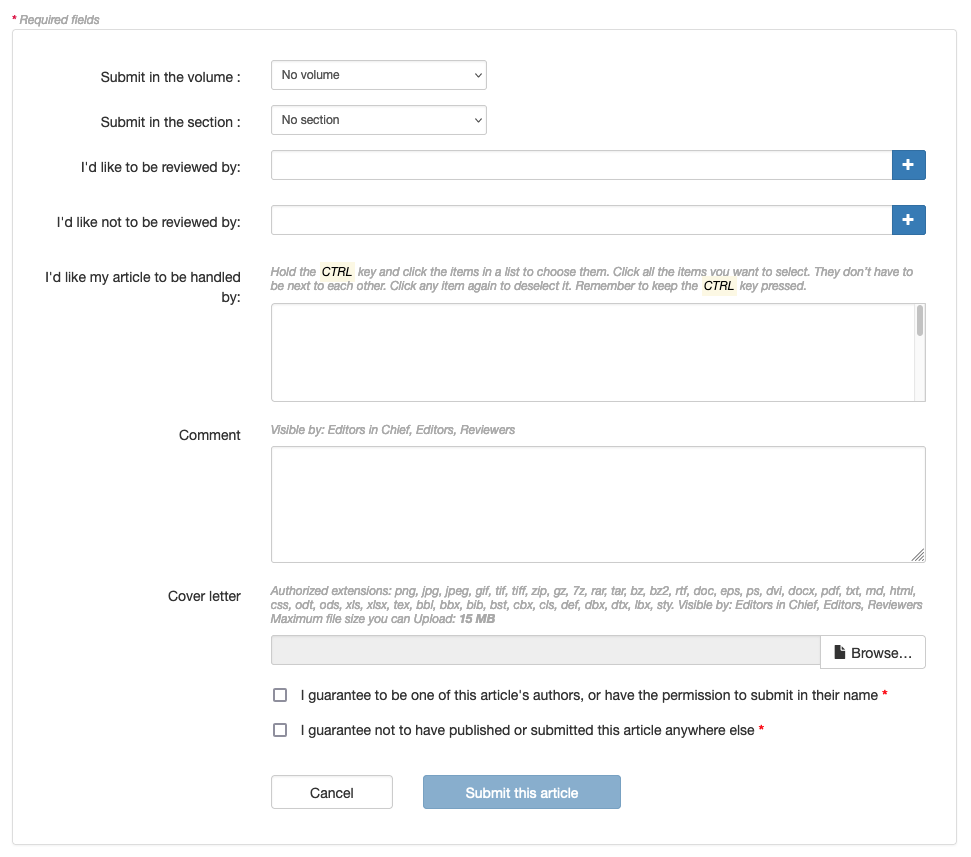 * Required fields
Submit in the volume :
No volume
Submit in the section :
No section
I'd like to be reviewed by:
I'd like not to be reviewed by:
I'd like my article to be handled
by:
Hold the CTRL key and click the items in a list to choose them. Click all the items you want to select. They don't have to
be next to each other. Click any item again to deselect it. Remember to keep the CTRL key pressed.
Comment
Visible by: Editors in Chief, Editors, Reviewers
Cover letter
Authorized extensions: png, jpg, jpeg, gif, tif, tiff, zip, gz, 7z, rar, tar, bz, bz2, rtf, doc, eps, ps, dvi, docx, pdf, txt, md, html,
css, odt, ods, xls, xlsx, tex, bbl, bbx, bib, bst, cbx, cls, def, dbx, dtx, lbx, sty. Visible by: Editors in Chief, Editors, Reviewers
Maximum file size you can Upload: 15 MB
Browse…
I guarantee to be one of this article's authors, or have the permission to submit in their name *
I guarantee not to have published or submitted this article anywhere else *
Cancel
Submit this article